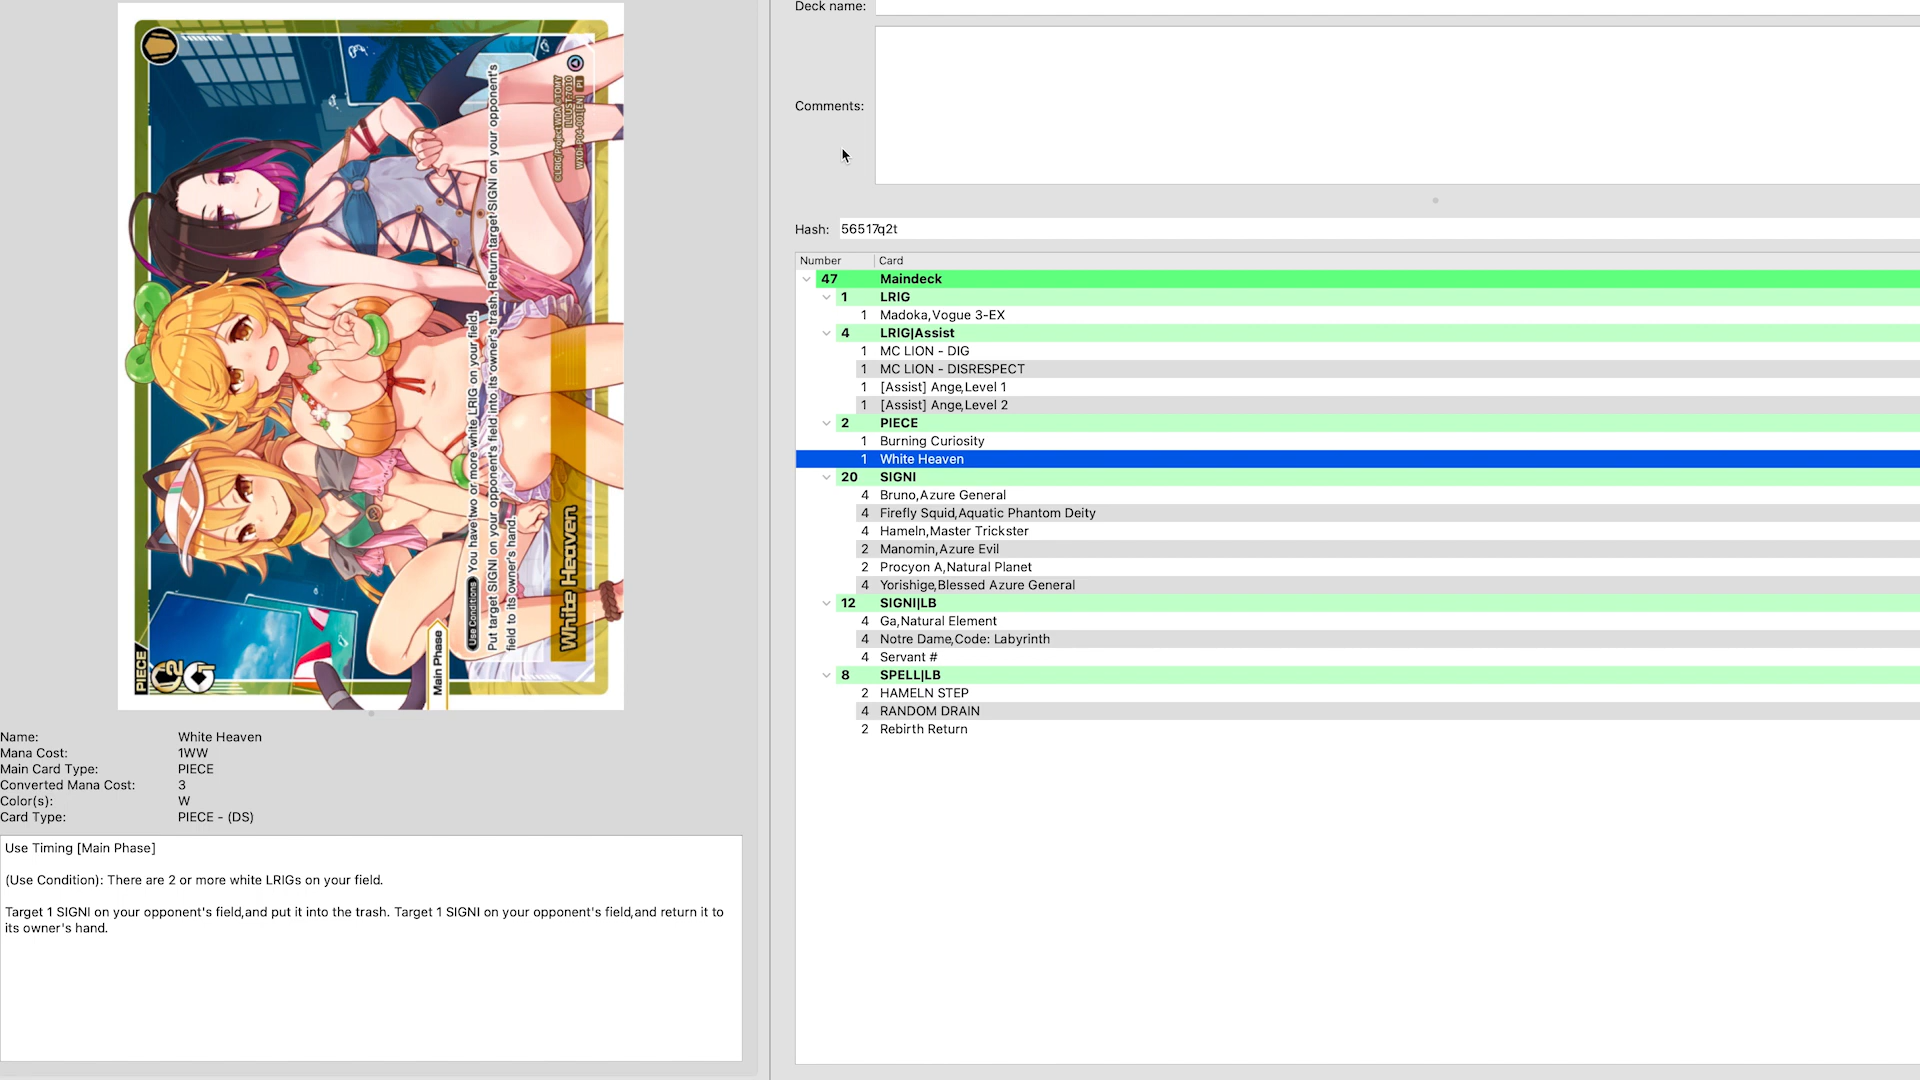 Deck name:
Comments:
Hash: 56517q2t
Number Card
47 Maindeck
1 LRIG
1 Madoka,Vogue 3-EX
4 LRIG|Assist
1 MC LION - DIG
1 MC LION - DISRESPECT
1 [Assist] Ange,Level 1
1 [Assist] Ange,Level 2
2 PIECE
1 Burning Curiosity
1 White Heaven
20 SIGNI
4 Bruno,Azure General
4 Firefly Squid,Aquatic Phantom Deity
4 Hameln,Master Trickster
2 Manomin,Azure Evil
2 Procyon A,Natural Planet
4 Yorishige,Blessed Azure General
12 SIGNI|LB
4 Ga,Natural Element
4 Notre Dame,Code: Labyrinth
4 Servant #
8 SPELL|LB
2 HAMELN STEP
4 RANDOM DRAIN
2 Rebirth Return
PIECE
2
1
Main Phase
Use Conditions You have two or more white LRIG on your field.
Put target SIGNI on your opponent's field into its owner's trash. Return target SIGNI on your opponent's
field to its owner's hand.
White Heaven
Name: White Heaven
Mana Cost: 1WW
Main Card Type: PIECE
Converted Mana Cost: 3
Color(s): W
Card Type: PIECE - (DS)
Use Timing [Main Phase]
(Use Condition): There are 2 or more white LRIGs on your field.
Target 1 SIGNI on your opponent's field,and put it into the trash. Target 1 SIGNI on your opponent's field,and return it to
its owner's hand.